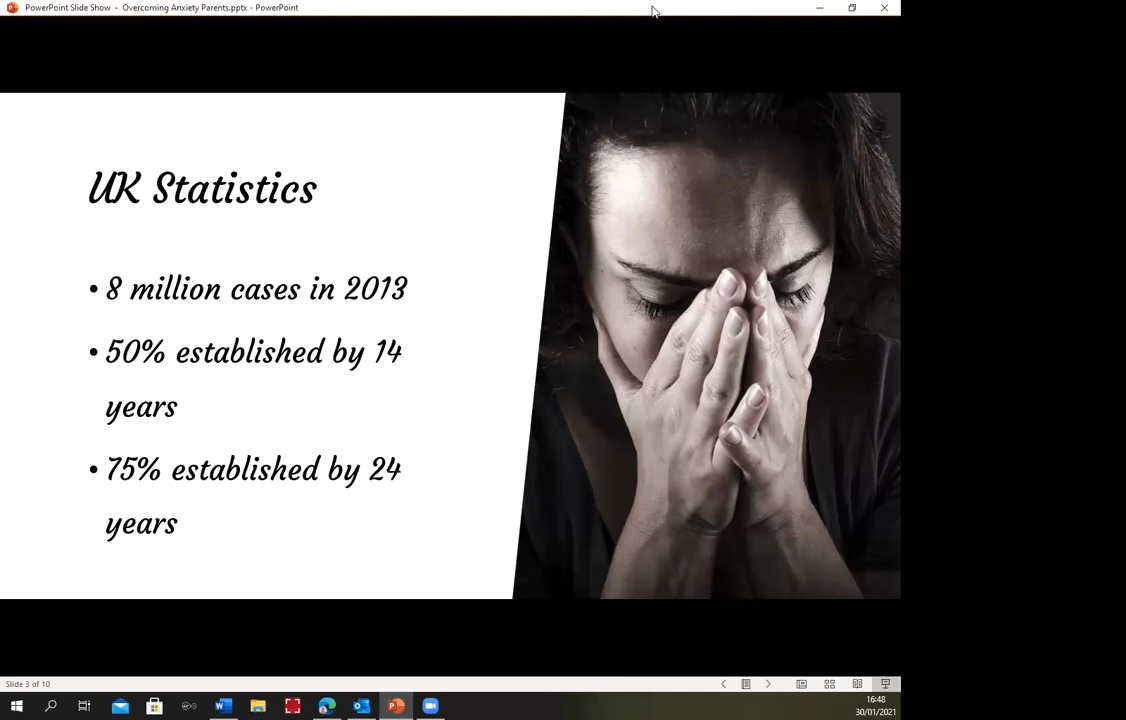 PowerPoint Slide Show - Overcoming Anxiety Parents.pptx - PowerPoint
UK Statistics
• 8 million cases in 2013
• 50% established by 14
years
• 75% established by 24
years
Slide 3 of 10
16:48
30/01/2021